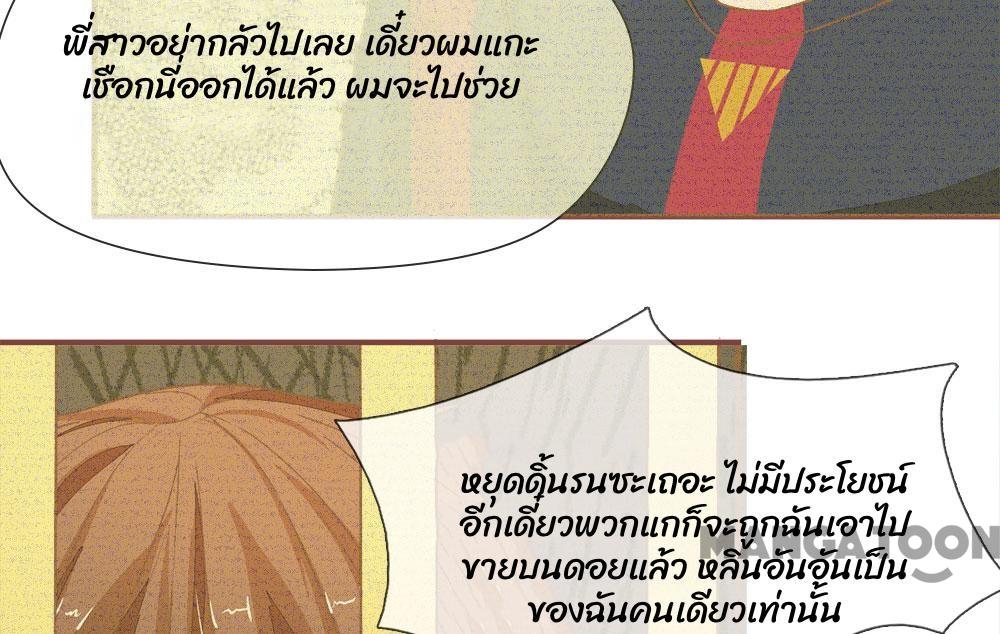 พี่สาวอย่ากลัวไปเลย เดี๋ยวผมแกะ
เชือกนี่ออกได้แล้ว ผมจะไปช่วย
หยุดดิ้นรนซะเถอะ ไม่มีประโยชน์
อีกเดี๋ยวพวกแกก็จะถูกฉันเอาไป
ขายบนดอยแล้ว หลิ่นอันอันเป็น
ของฉันคนเดียวเท่านั้น
MANGATOON